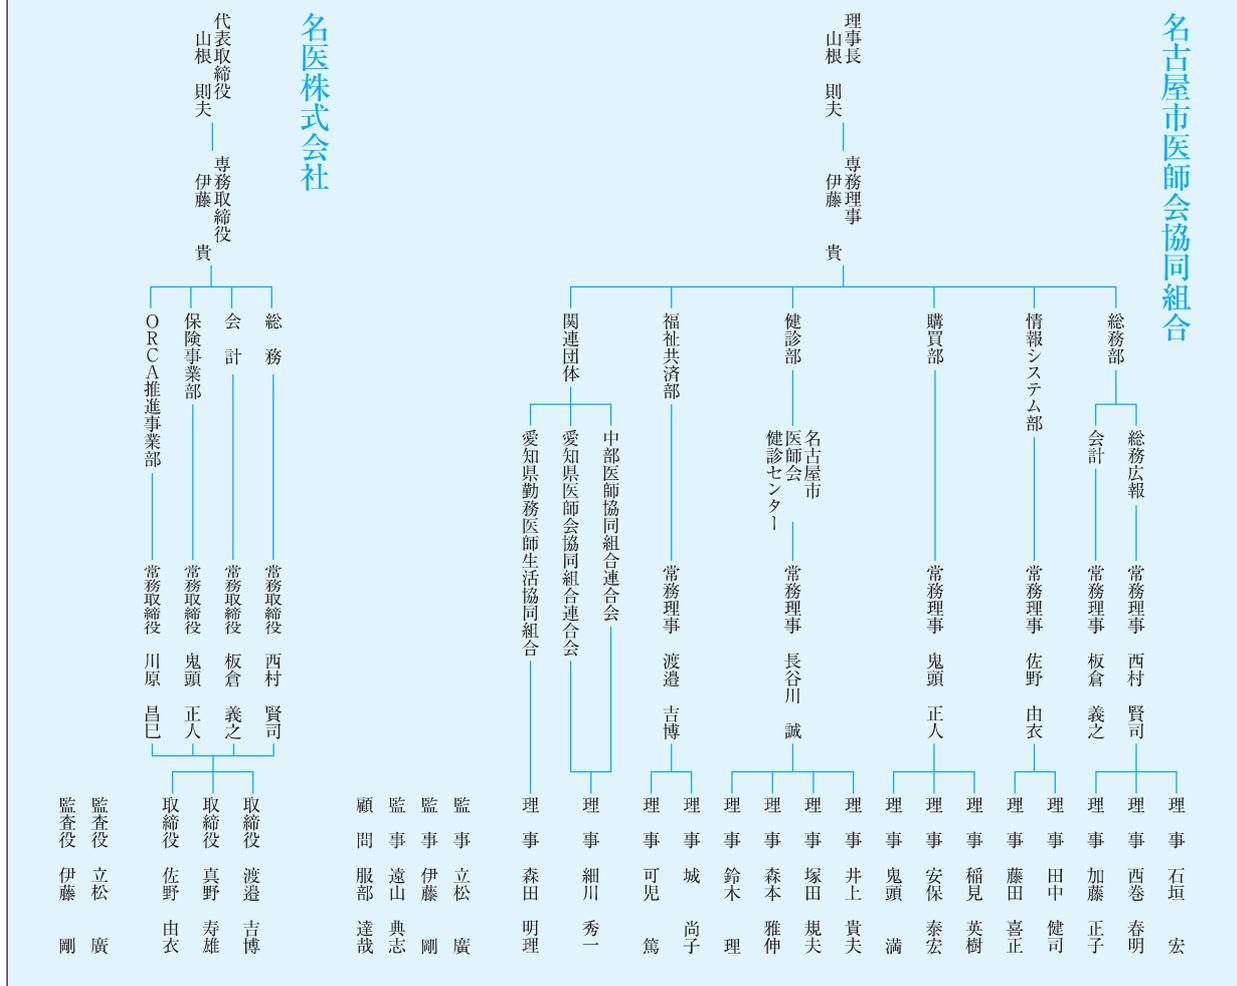 名古屋市医師会協同組合
理事長
山根 則夫
専務理事
伊藤 貴
総務部
総務広報
常務理事 西村 賢司
会計
常務理事 板倉 義之
理 事 石垣 宏
理 事 西巻 春明
理 事 加藤 正子
情報システム部
常務理事 佐野 由衣
理 事 田中 健司
理 事 藤田 喜正
購買部
常務理事 鬼頭 正人
理 事 稲見 英樹
理 事 安保 泰宏
理 事 鬼頭 満
健診部
名古屋市
医師会
健診センター
常務理事 長谷川 誠
理 事 井上 貴夫
理 事 塚田 規夫
理 事 森本 雅伸
理 事 鈴木 理
福祉共済部
常務理事 渡邉 吉博
理 事 城 尚子
理 事 可児 篤
関連団体
中部医師協同組合連合会
愛知県医師会協同組合連合会
理 事 細川 秀一
愛知県勤務医師生活協同組合
理 事 森田 明理
監 事 立松 廣
監 事 伊藤 剛
監 事 遠山 典志
顧 問 服部 達哉
名医株式会社
代表取締役
山根 則夫
専務取締役
伊藤 貴
総 務
常務取締役 西村 賢司
会 計
常務取締役 板倉 義之
保険事業部
常務取締役 鬼頭 正人
ORCA推進事業部
常務取締役 川原 昌巳
取締役 渡邉 吉博
取締役 真野 寿雄
取締役 佐野 由衣
監査役 立松 廣
監査役 伊藤 剛